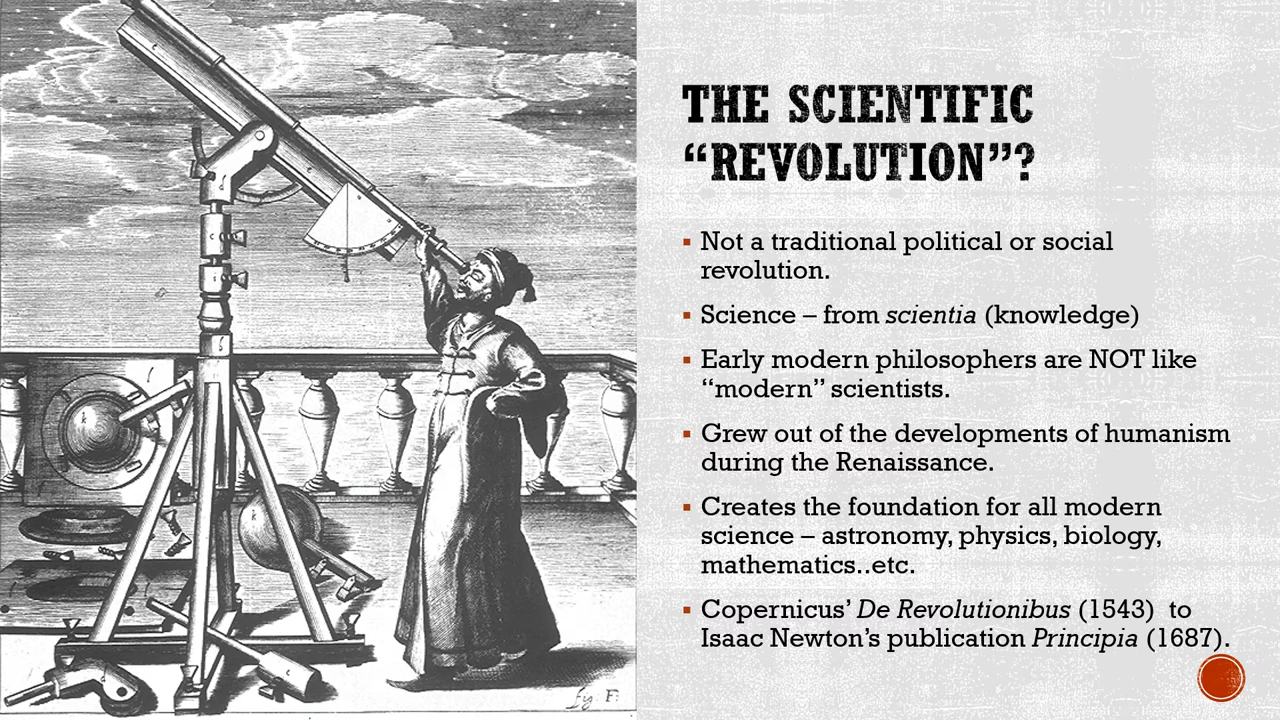 THE SCIENTIFIC
“REVOLUTION”?
▪ Not a traditional political or social
revolution.
▪ Science – from scientia (knowledge)
▪ Early modern philosophers are NOT like
“modern” scientists.
▪ Grew out of the developments of humanism
during the Renaissance.
▪ Creates the foundation for all modern
science – astronomy, physics, biology,
mathematics..etc.
▪ Copernicus’ De Revolutionibus (1543)  to
Isaac Newton’s publication Principia (1687).
fig F: